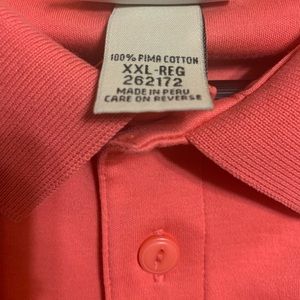 100% PIMA COTTON
XXL-REG
262172
MADE IN PERU
CARE ON REVERSE